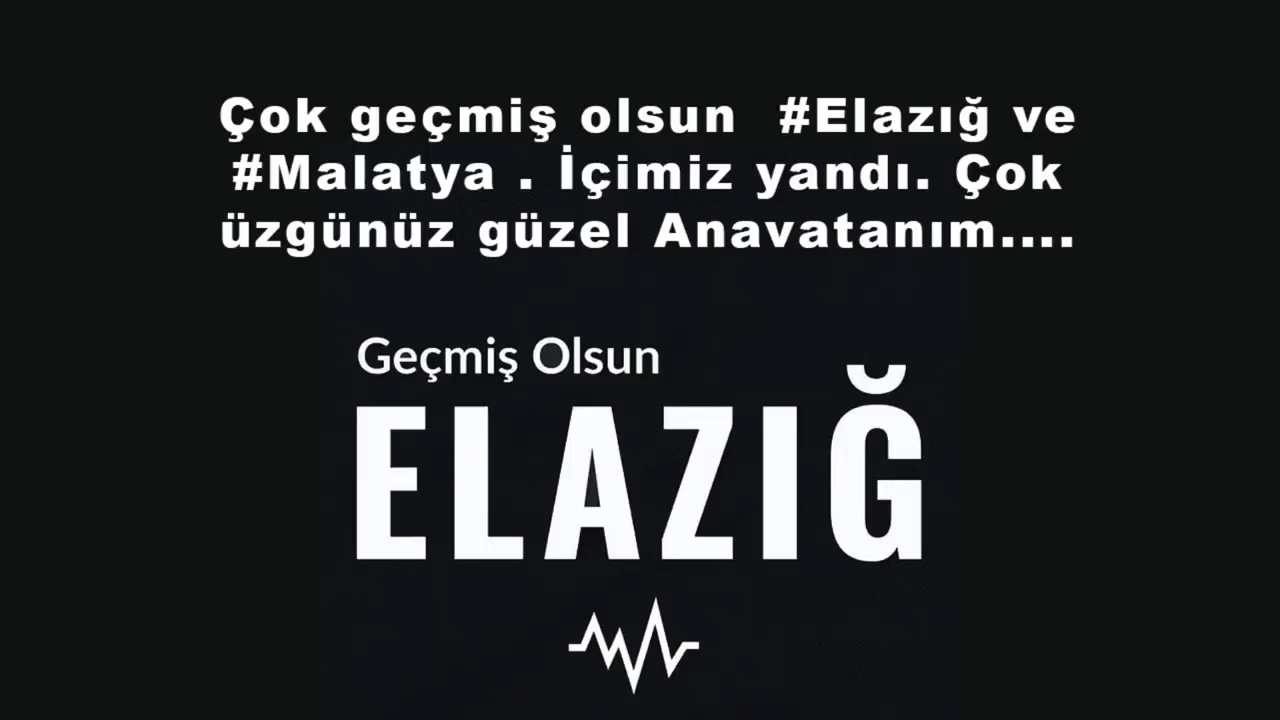 Çok geçmiş olsun  #Elazığ ve
#Malatya . İçimiz yandı. Çok
üzgünüz güzel Anavatanım....
Geçmiş Olsun
ELAZIĞ